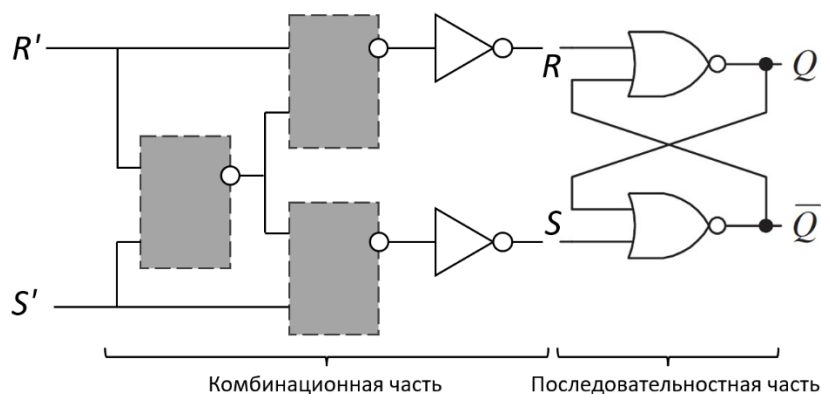 R'
R
Q
S
Q̅
S'
Комбинационная часть
Последовательностная часть